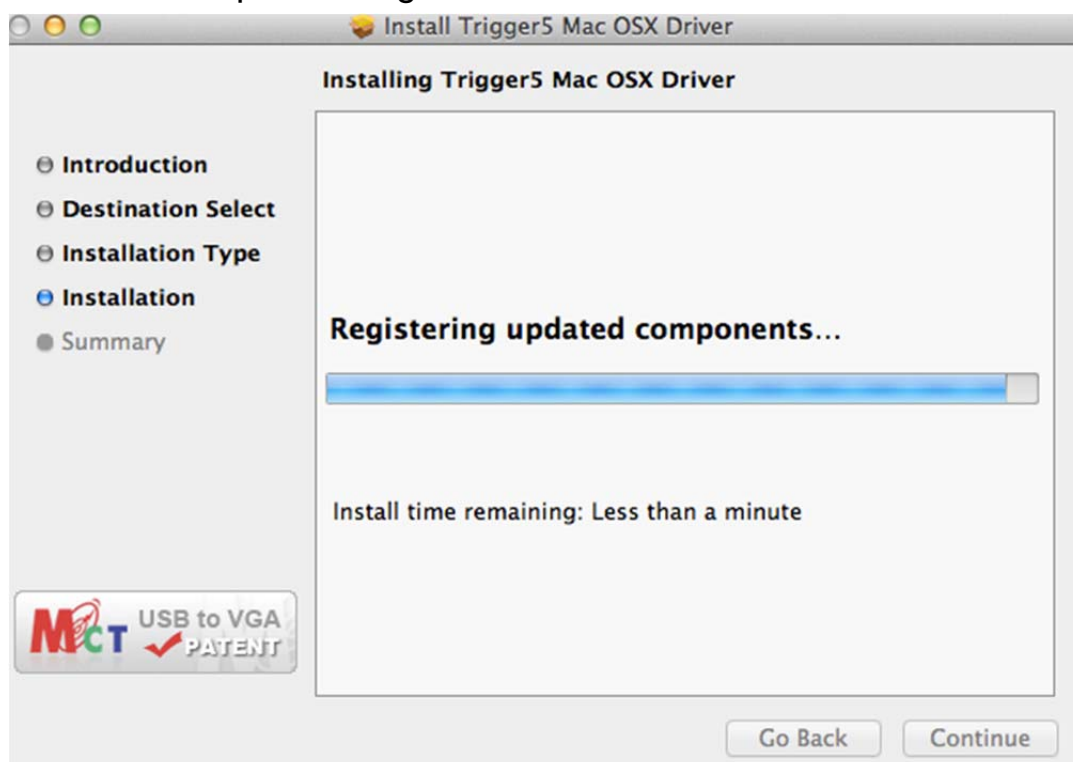 Install Trigger5 Mac OSX Driver
Installing Trigger5 Mac OSX Driver
Introduction
Destination Select
Installation Type
Installation
Summary
Registering updated components...
Install time remaining: Less than a minute
MCT USB to VGA
PATENT
Go Back
Continue